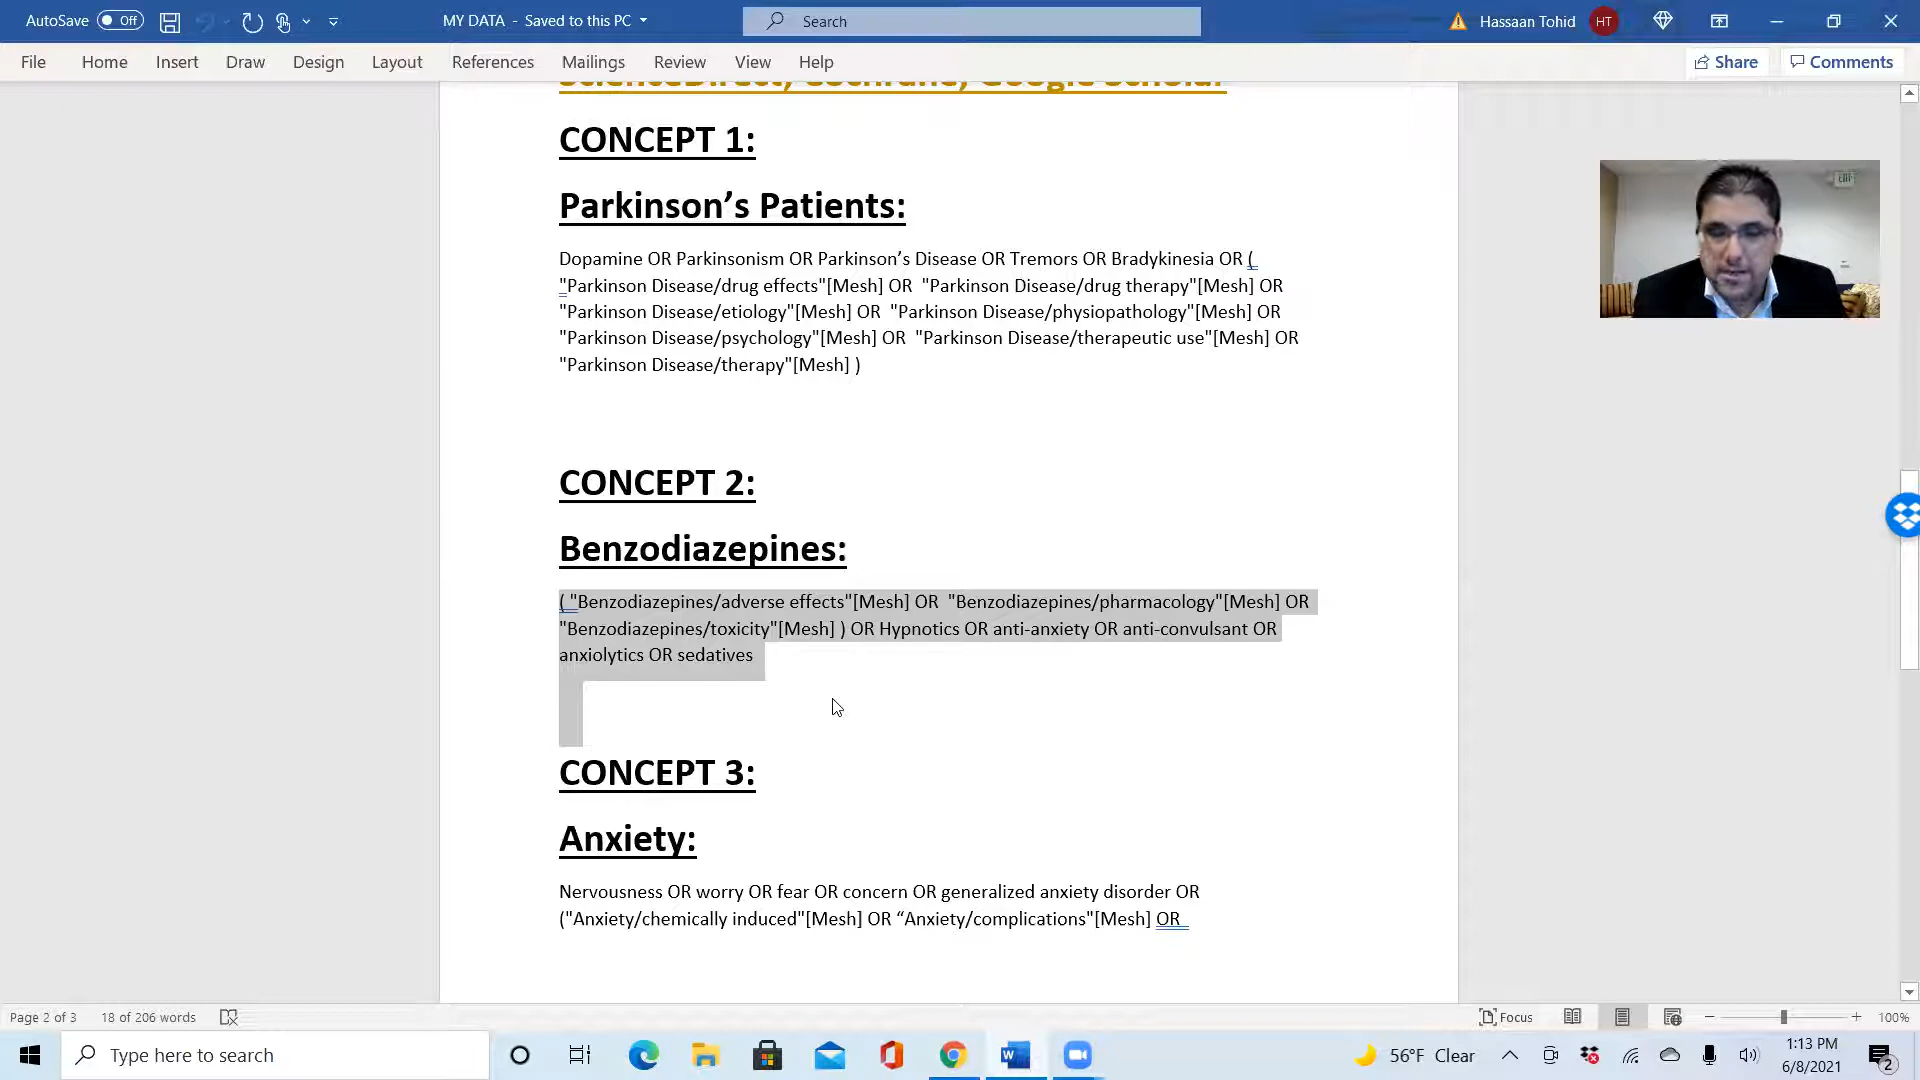 AutoSave Off MY DATA - Saved to this PC Search Hassaan Tohid HT
File Home Insert Draw Design Layout References Mailings Review View Help Share Comments
ScienceDirect, Cochrane, Google Scholar
CONCEPT 1:
Parkinson’s Patients:
Dopamine OR Parkinsonism OR Parkinson’s Disease OR Tremors OR Bradykinesia OR (
"Parkinson Disease/drug effects"[Mesh] OR "Parkinson Disease/drug therapy"[Mesh] OR
"Parkinson Disease/etiology"[Mesh] OR "Parkinson Disease/physiopathology"[Mesh] OR
"Parkinson Disease/psychology"[Mesh] OR "Parkinson Disease/therapeutic use"[Mesh] OR
"Parkinson Disease/therapy"[Mesh] )
CONCEPT 2:
Benzodiazepines:
( "Benzodiazepines/adverse effects"[Mesh] OR "Benzodiazepines/pharmacology"[Mesh] OR
"Benzodiazepines/toxicity"[Mesh] ) OR Hypnotics OR anti-anxiety OR anti-convulsant OR
anxiolytics OR sedatives
CONCEPT 3:
Anxiety:
Nervousness OR worry OR fear OR concern OR generalized anxiety disorder OR
("Anxiety/chemically induced"[Mesh] OR “Anxiety/complications"[Mesh] OR
Page 2 of 3 18 of 206 words Focus 100%
Type here to search 56°F Clear 1:13 PM
6/8/2021 2